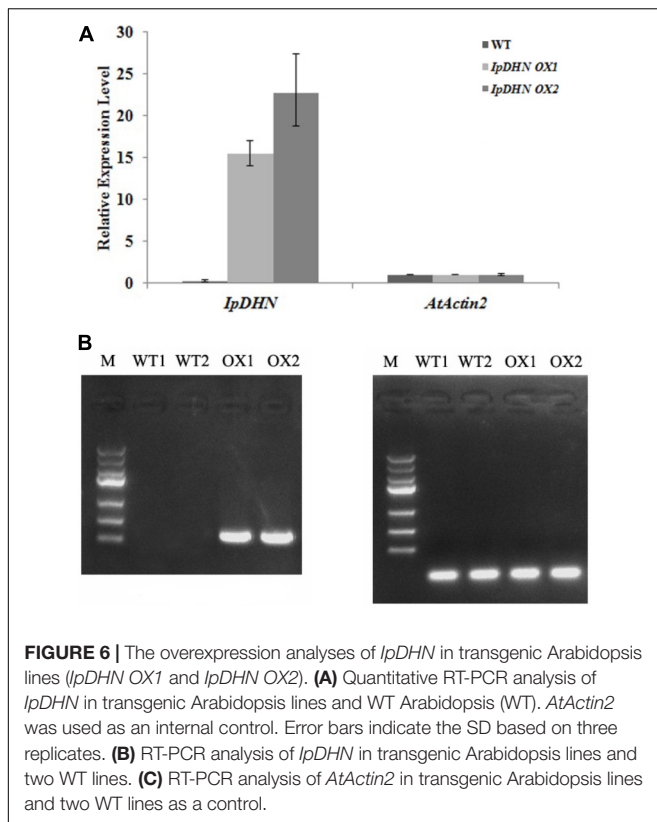 A
Relative Expression Level
30
25
20
15
10
5
0
WT
IpDHN OX1
IpDHN OX2
IpDHN
AtActin2
B
M WT1 WT2 OX1 OX2
M WT1 WT2 OX1 OX2
FIGURE 6 | The overexpression analyses of IpDHN in transgenic Arabidopsis
lines (IpDHN OX1 and IpDHN OX2). (A) Quantitative RT-PCR analysis of
IpDHN in transgenic Arabidopsis lines and WT Arabidopsis (WT). AtActin2
was used as an internal control. Error bars indicate the SD based on three
replicates. (B) RT-PCR analysis of IpDHN in transgenic Arabidopsis lines and
two WT lines. (C) RT-PCR analysis of AtActin2 in transgenic Arabidopsis lines
and two WT lines as a control.